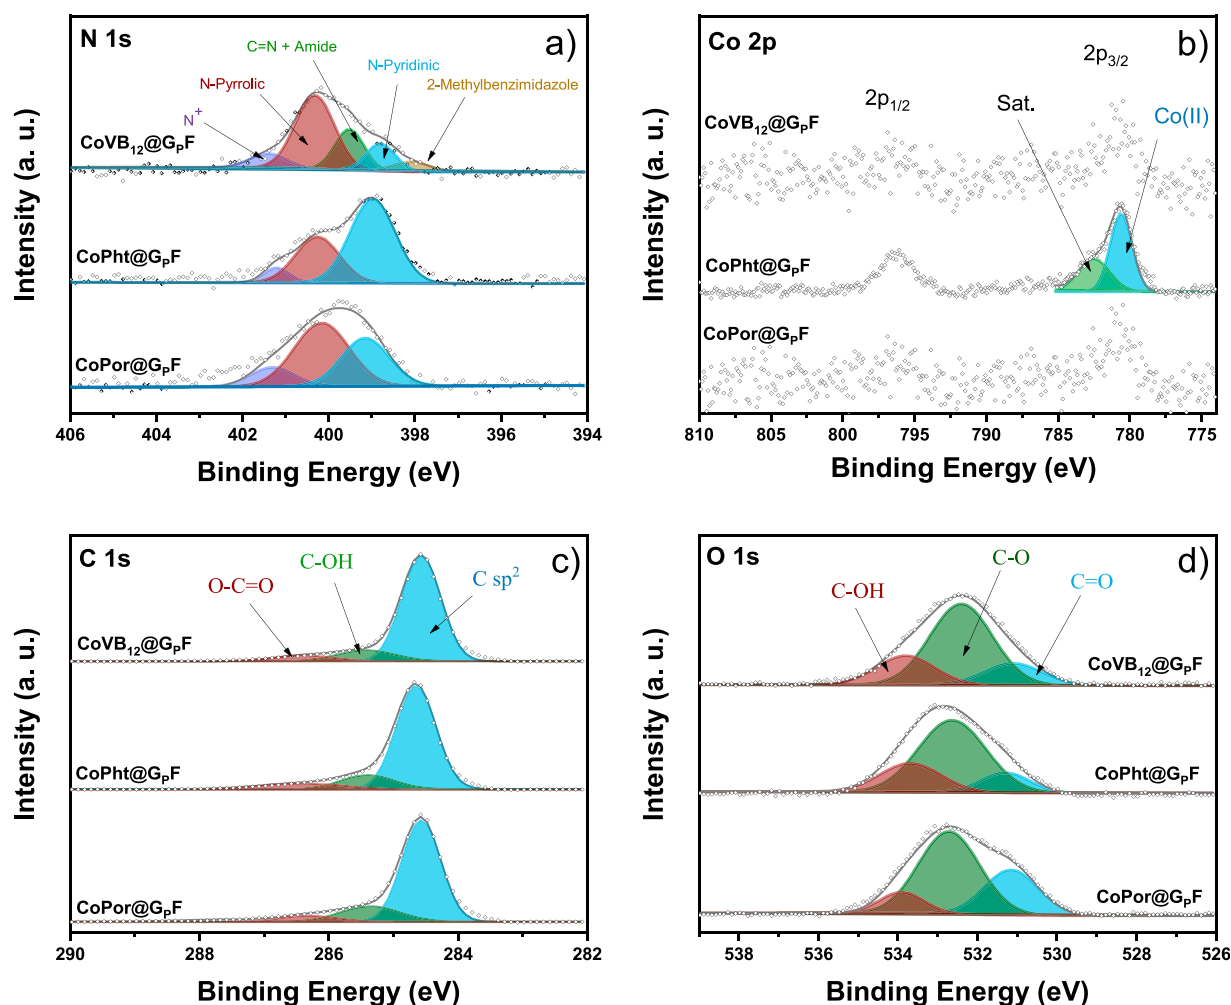 N 1s
a)
C=N + Amide
N-Pyrrolic
N-Pyridinic
2-Methylbenzimidazole
N⁺
CoVB₁₂@GₚF
CoPht@GₚF
CoPor@GₚF
Intensity (a. u.)
406 404 402 400 398 396 394
Binding Energy (eV)
Co 2p
b)
2p₃/₂
2p₁/₂
Sat.
Co(II)
CoVB₁₂@GₚF
CoPht@GₚF
CoPor@GₚF
Intensity (a. u.)
810 805 800 795 790 785 780 774
Binding Energy (eV)
C 1s
c)
C-OH
O-C=O
C sp²
CoVB₁₂@GₚF
CoPht@GₚF
CoPor@GₚF
Intensity (a. u.)
290 288 286 284 282
Binding Energy (eV)
O 1s
d)
C-O
C-OH
C=O
CoVB₁₂@GₚF
CoPht@GₚF
CoPor@GₚF
Intensity (a. u.)
538 536 534 532 530 528 526
Binding Energy (eV)